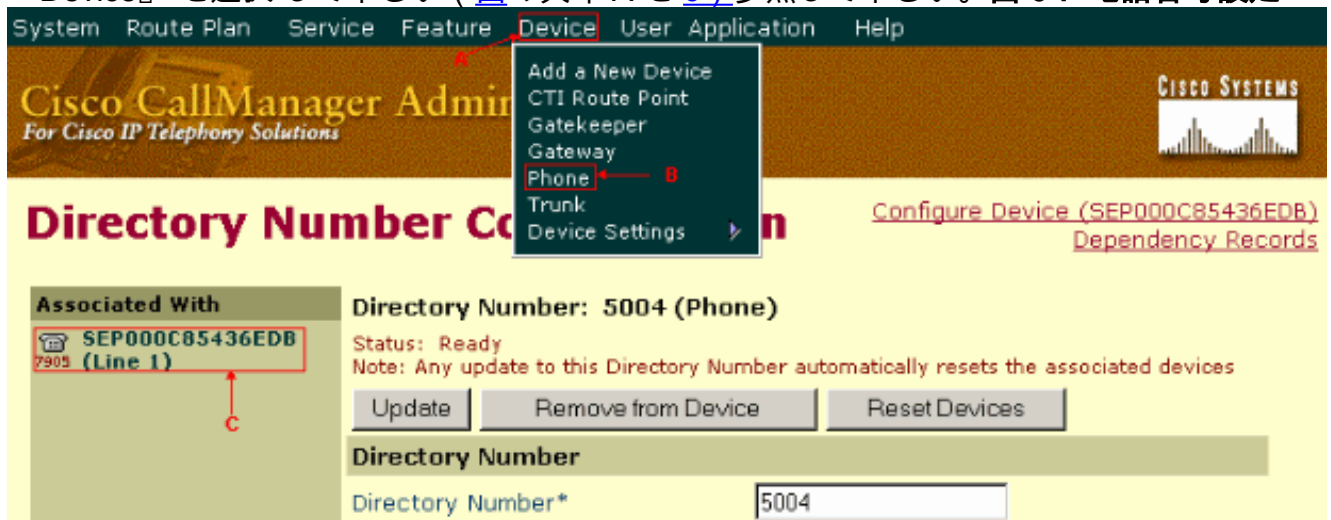 System Route Plan Service Feature Device User Application Help
A
Add a New Device
CTI Route Point
Gatekeeper
Gateway
Phone
B
Trunk
Device Settings
Cisco CallManager Admin
For Cisco IP Telephony Solutions
CISCO SYSTEMS
Directory Number Co n
Configure Device (SEP000C85436EDB)
Dependency Records
Associated With
SEP000C85436EDB
7905 (Line 1)
C
Directory Number: 5004 (Phone)
Status: Ready
Note: Any update to this Directory Number automatically resets the associated devices
Update Remove from Device Reset Devices
Directory Number
Directory Number* 5004